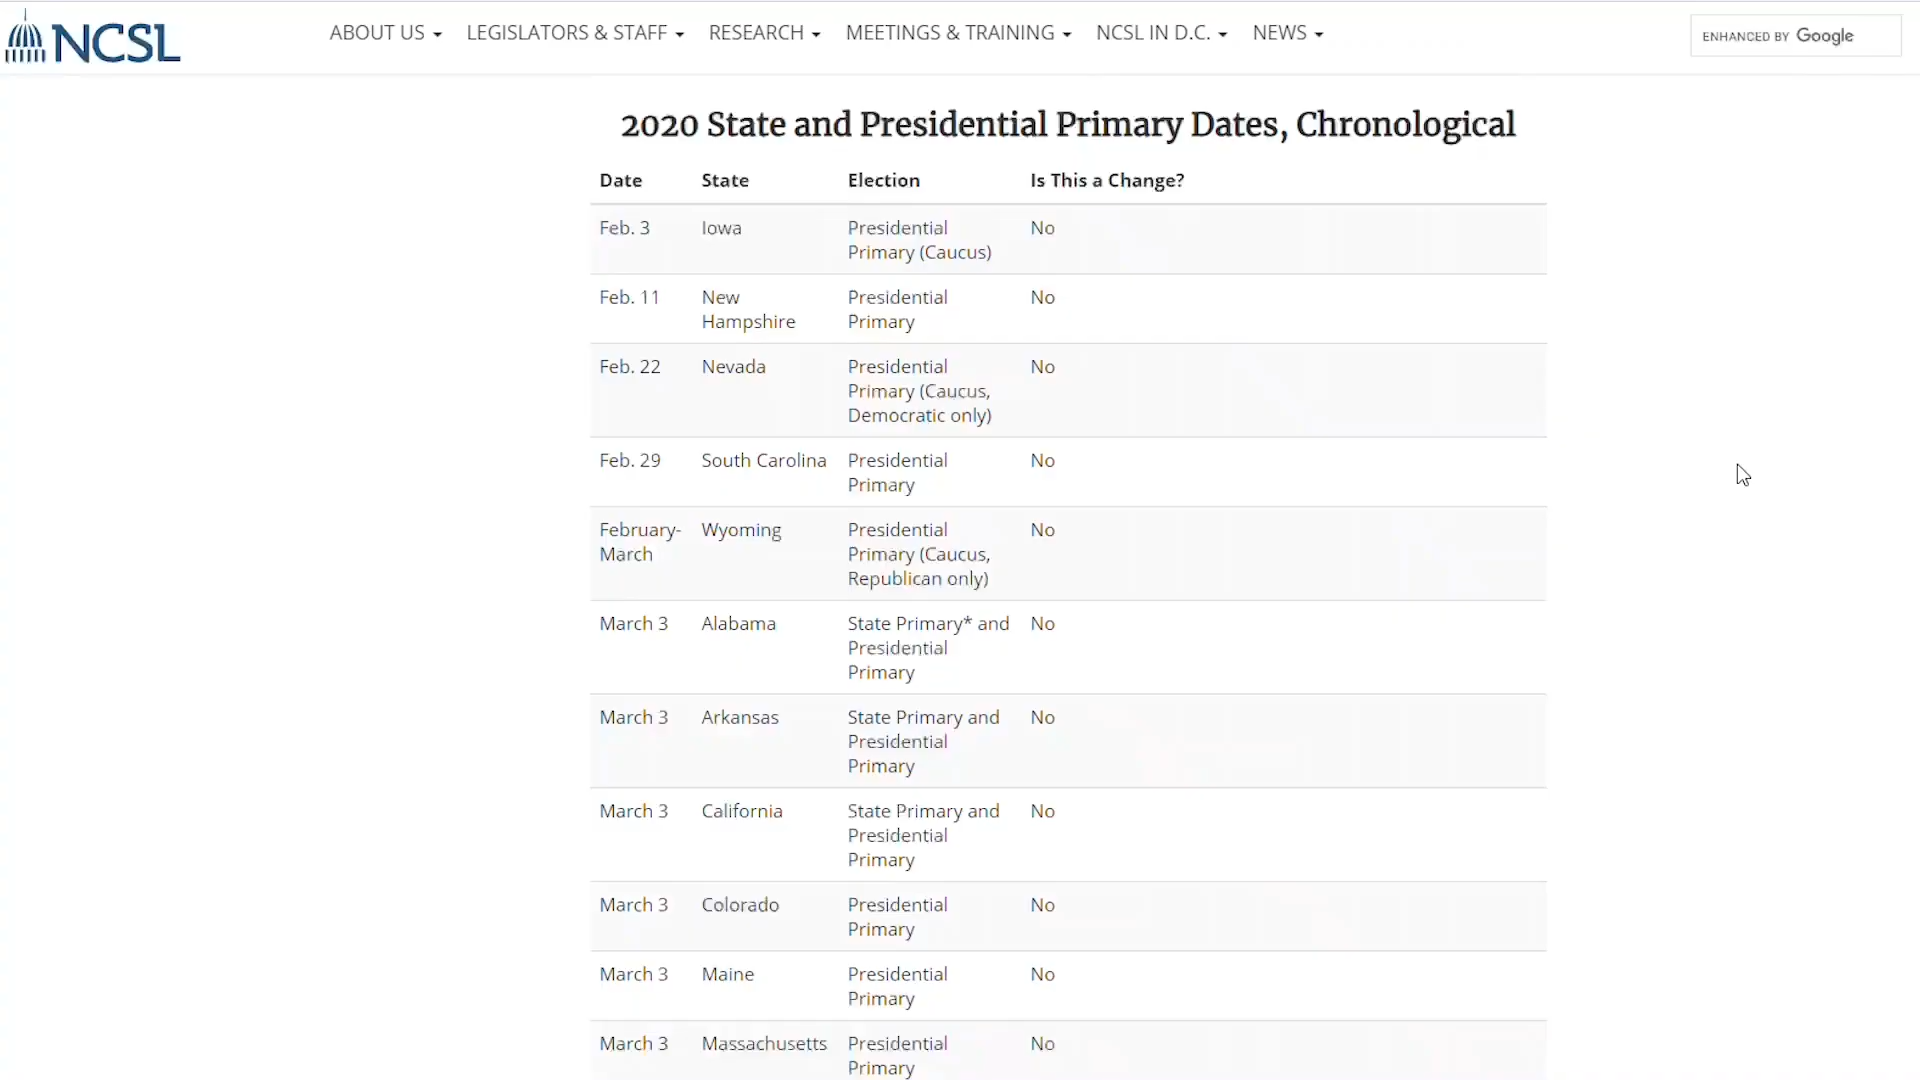 NCSL
ABOUT US LEGISLATORS & STAFF RESEARCH MEETINGS & TRAINING NCSL IN D.C. NEWS
ENHANCED BY Google
2020 State and Presidential Primary Dates, Chronological
Date State Election Is This a Change?
Feb. 3 Iowa Presidential No
Primary (Caucus)
Feb. 11 New Presidential No
Hampshire Primary
Feb. 22 Nevada Presidential No
Primary (Caucus,
Democratic only)
Feb. 29 South Carolina Presidential No
Primary
February- Wyoming Presidential No
March Primary (Caucus,
Republican only)
March 3 Alabama State Primary* and No
Presidential
Primary
March 3 Arkansas State Primary and No
Presidential
Primary
March 3 California State Primary and No
Presidential
Primary
March 3 Colorado Presidential No
Primary
March 3 Maine Presidential No
Primary
March 3 Massachusetts Presidential No
Primary